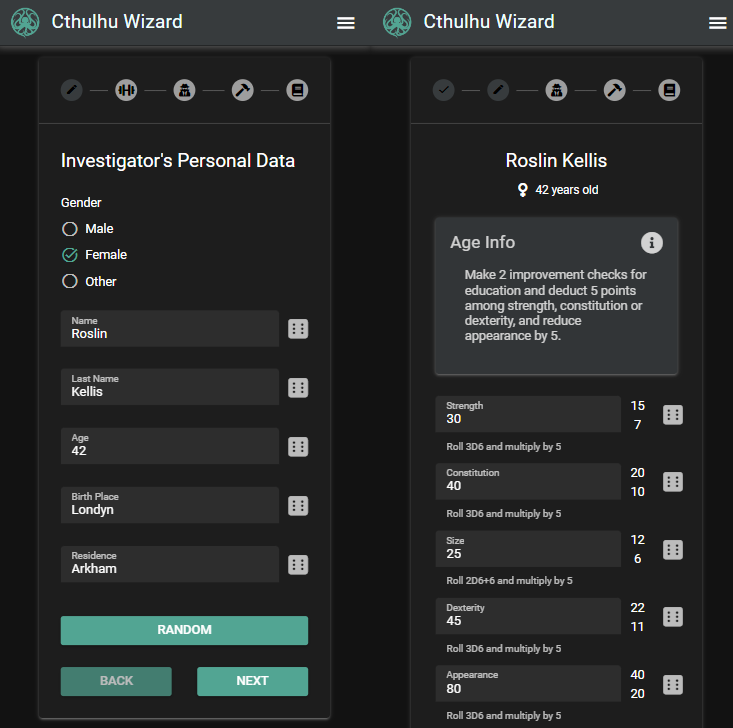 Cthulhu Wizard
Investigator's Personal Data
Gender
Male
Female
Other
Name
Roslin
Last Name
Kellis
Age
42
Birth Place
Londyn
Residence
Arkham
RANDOM
BACK
NEXT
Cthulhu Wizard
Roslin Kellis
42 years old
Age Info
Make 2 improvement checks for
education and deduct 5 points
among strength, constitution or
dexterity, and reduce
appearance by 5.
Strength
30
15
7
Roll 3D6 and multiply by 5
Constitution
40
20
10
Roll 3D6 and multiply by 5
Size
25
12
6
Roll 2D6+6 and multiply by 5
Dexterity
45
22
11
Roll 3D6 and multiply by 5
Appearance
80
40
20
Roll 3D6 and multiply by 5